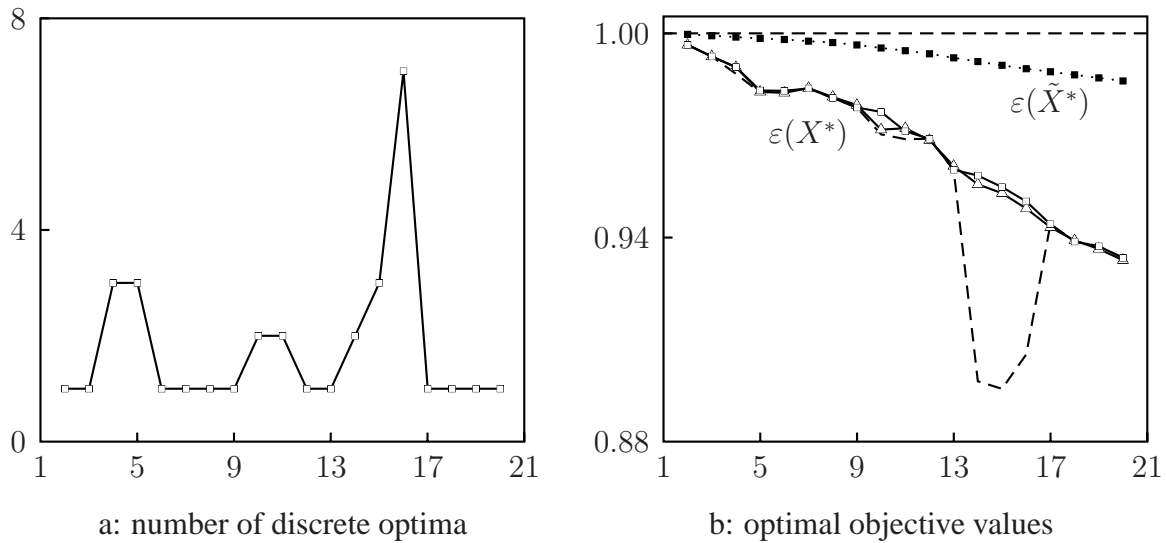 8
4
0
1 5 9 13 17 21
a: number of discrete optima
1.00
0.94
0.88
ε(X̃*)
ε(X*)
1 5 9 13 17 21
b: optimal objective values